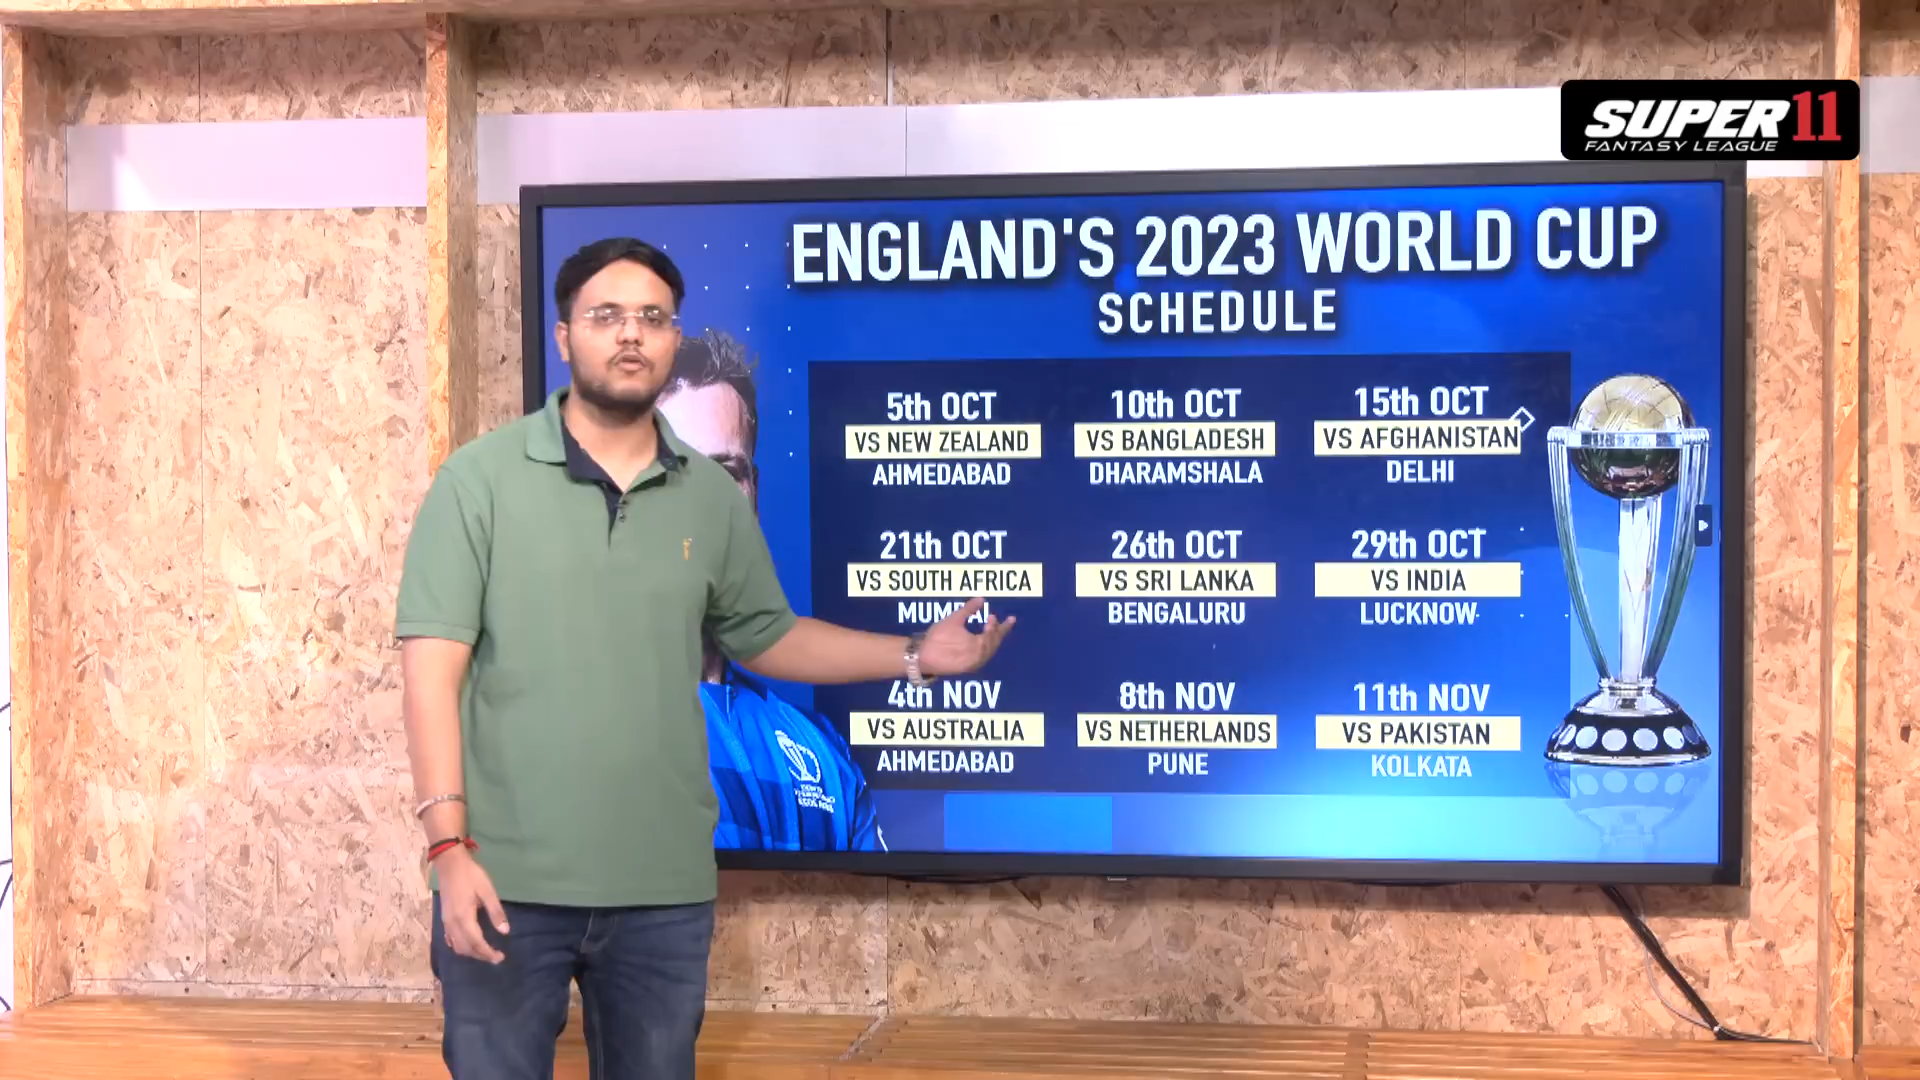 SUPER11
FANTASY LEAGUE
ENGLAND'S 2023 WORLD CUP
SCHEDULE
5th OCT
VS NEW ZEALAND
AHMEDABAD
10th OCT
VS BANGLADESH
DHARAMSHALA
15th OCT
VS AFGHANISTAN
DELHI
21th OCT
VS SOUTH AFRICA
MUMBAI
26th OCT
VS SRI LANKA
BENGALURU
29th OCT
VS INDIA
LUCKNOW
4th NOV
VS AUSTRALIA
AHMEDABAD
8th NOV
VS NETHERLANDS
PUNE
11th NOV
VS PAKISTAN
KOLKATA